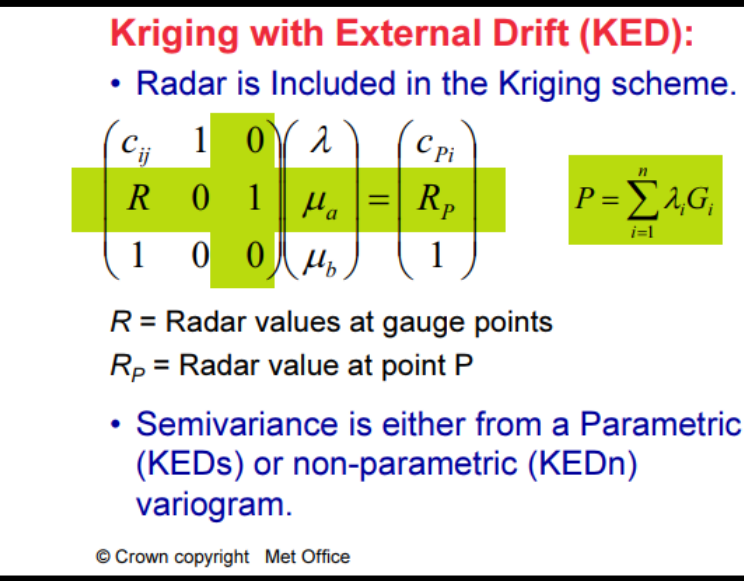 Kriging with External Drift (KED):
• Radar is Included in the Kriging scheme.
c_ij 1 0 λ c_Pi
R 0 1 μ_a = R_P
1 0 0 μ_b 1
P = ∑_{i=1}^{n} λ_i G_i
R = Radar values at gauge points
R_P = Radar value at point P
• Semivariance is either from a Parametric
(KEDs) or non-parametric (KEDn)
variogram.
© Crown copyright Met Office